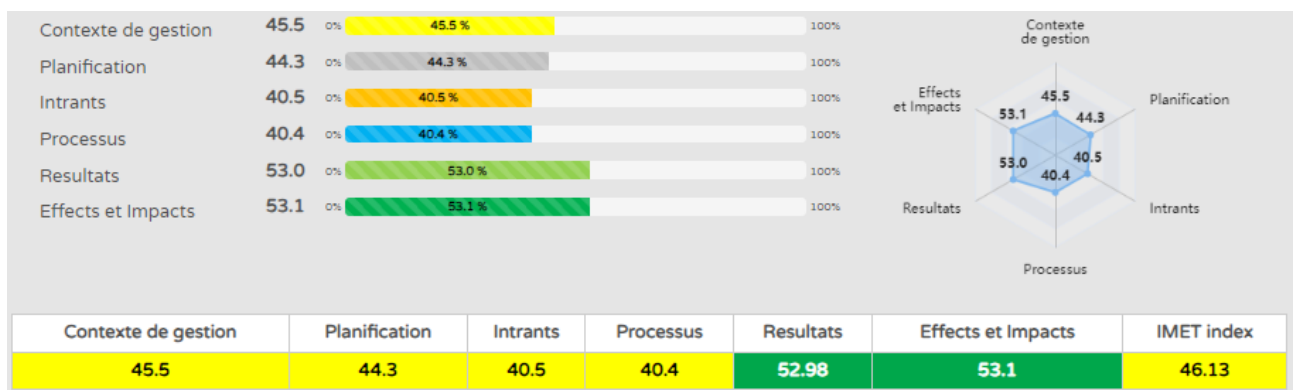 Contexte de gestion 45.5 0% 45.5 % 100%
Planification 44.3 0% 44.3 % 100%
Intrants 40.5 0% 40.5 % 100%
Processus 40.4 0% 40.4 % 100%
Resultats 53.0 0% 53.0 % 100%
Effects et Impacts 53.1 0% 53.1 % 100%
Contexte
de gestion
Effects
et Impacts
Planification
45.5
53.1
44.3
53.0
40.5
40.4
Resultats
Intrants
Processus
Contexte de gestion Planification Intrants Processus Resultats Effects et Impacts IMET index
45.5 44.3 40.5 40.4 52.98 53.1 46.13